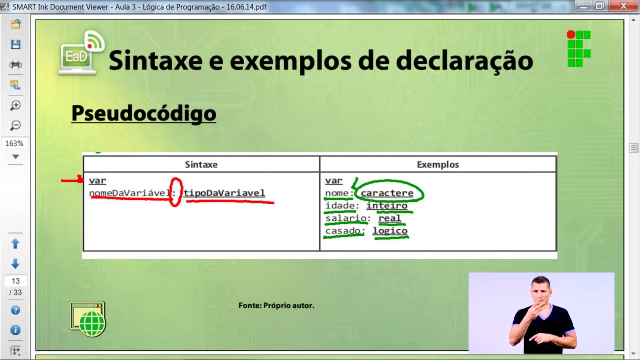 SMART Ink Document Viewer - Aula 3 - Lógica de Programação - 16.06.14.pdf
EaD
Sintaxe e exemplos de declaração
Pseudocódigo
163%
Sintaxe
Exemplos
var
nomeDaVariável: tipoDaVariavel
var
nome: caractere
idade: inteiro
salario: real
casado: logico
13
/ 33
Fonte: Próprio autor.